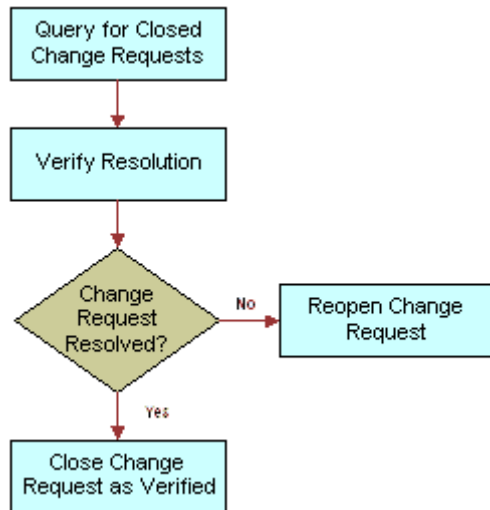 Query for Closed
Change Requests
Verify Resolution
Change
Request
Resolved?
No
Reopen Change
Request
Yes
Close Change
Request as Verified